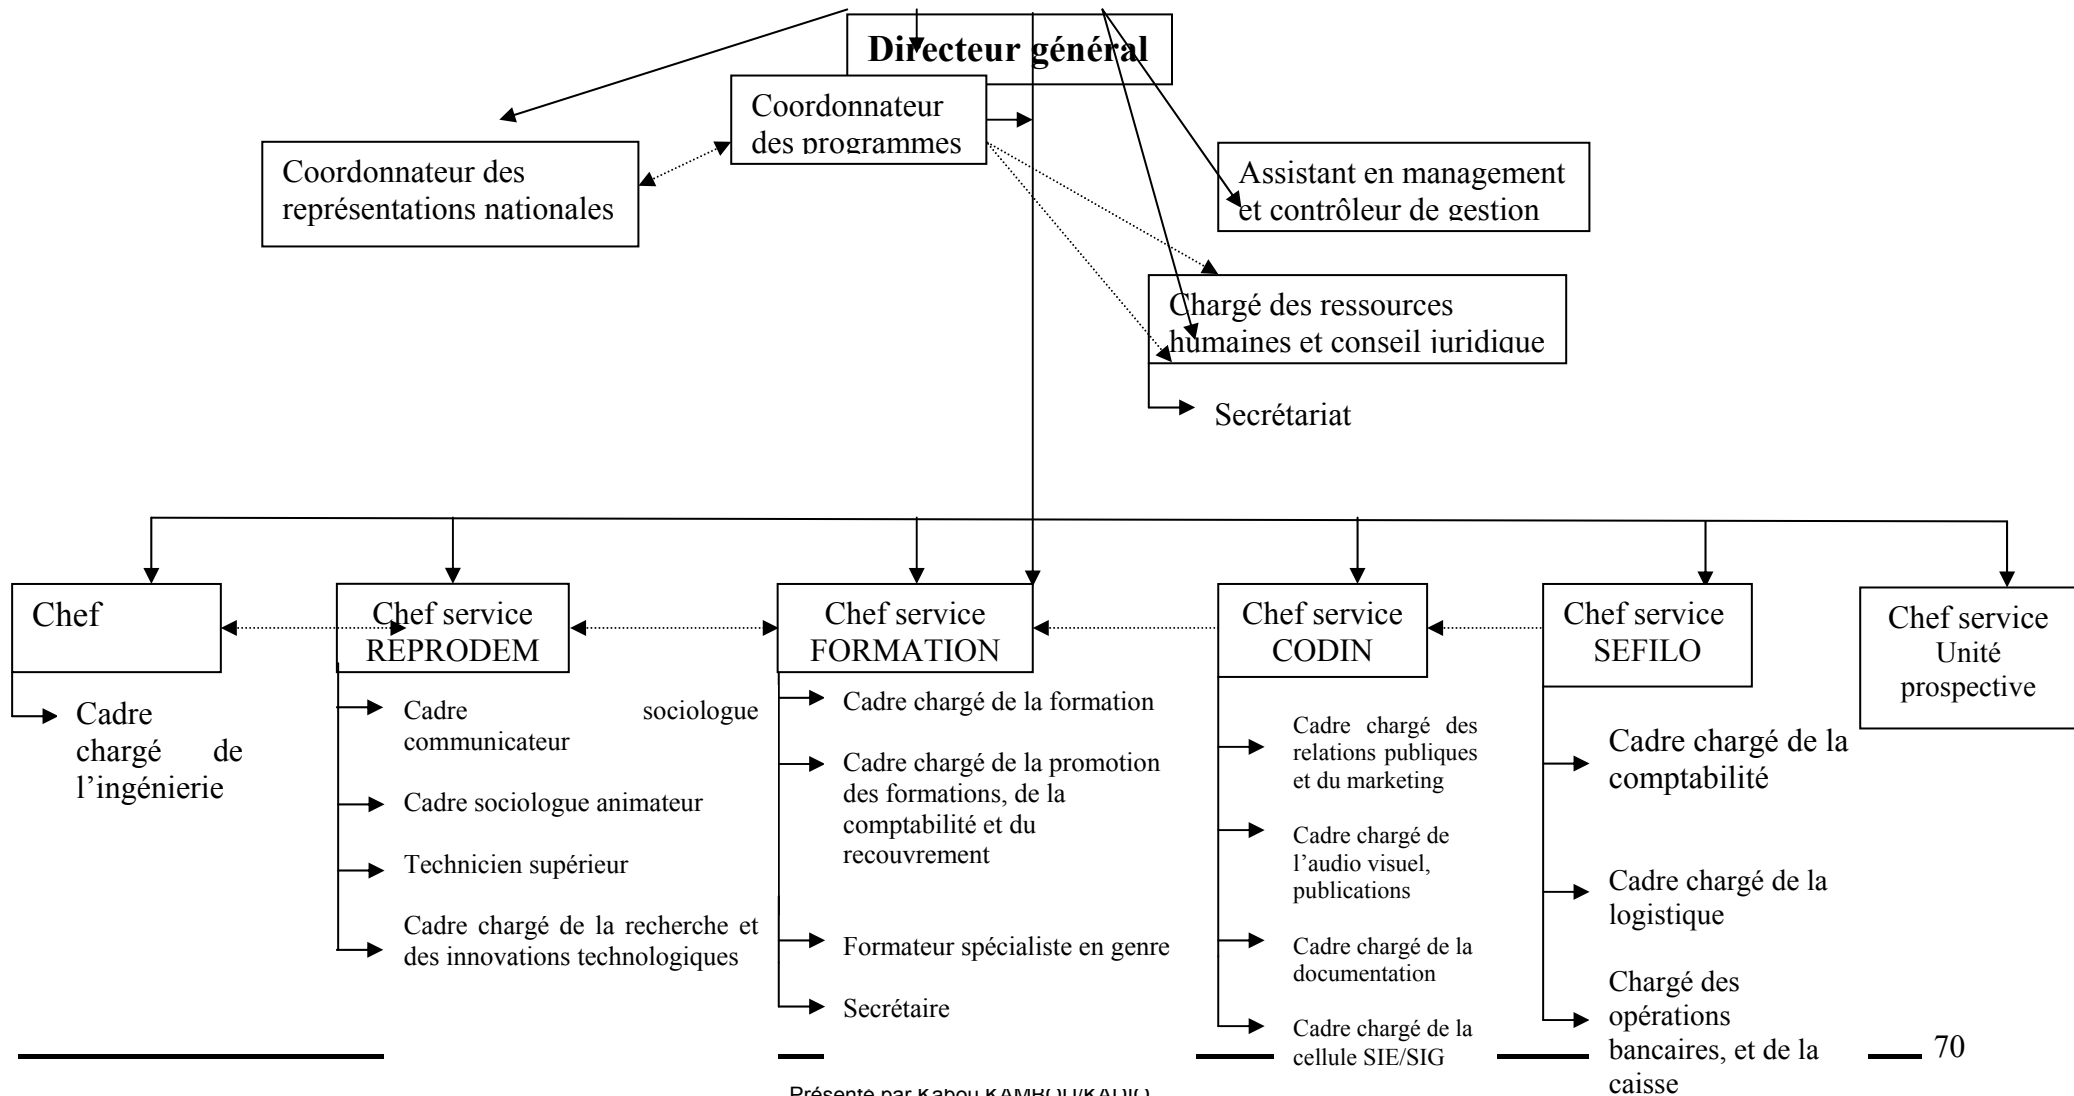 Directeur général
Coordonnateur
des programmes
Coordonnateur des
représentations nationales
Assistant en management
et contrôleur de gestion
Chargé des ressources
humaines et conseil juridique
Secrétariat
Chef
Cadre
chargé de
l’ingénierie
Chef service
REPRODEM
Cadre sociologue
communicateur
Cadre sociologue animateur
Technicien supérieur
Cadre chargé de la recherche et
des innovations technologiques
Chef service
FORMATION
Cadre chargé de la formation
Cadre chargé de la promotion
des formations, de la
comptabilité et du
recouvrement
Formateur spécialiste en genre
Secrétaire
Chef service
CODIN
Cadre chargé des
relations publiques
et du marketing
Cadre chargé de
l’audio visuel,
publications
Cadre chargé de la
documentation
Cadre chargé de la
cellule SIE/SIG
Chef service
SEFILO
Cadre chargé de la
comptabilité
Cadre chargé de la
logistique
Chargé des
opérations
bancaires, et de la
caisse
Chef service
Unité
prospective
70
Présenté par Kabou KAMBOU/KADIO